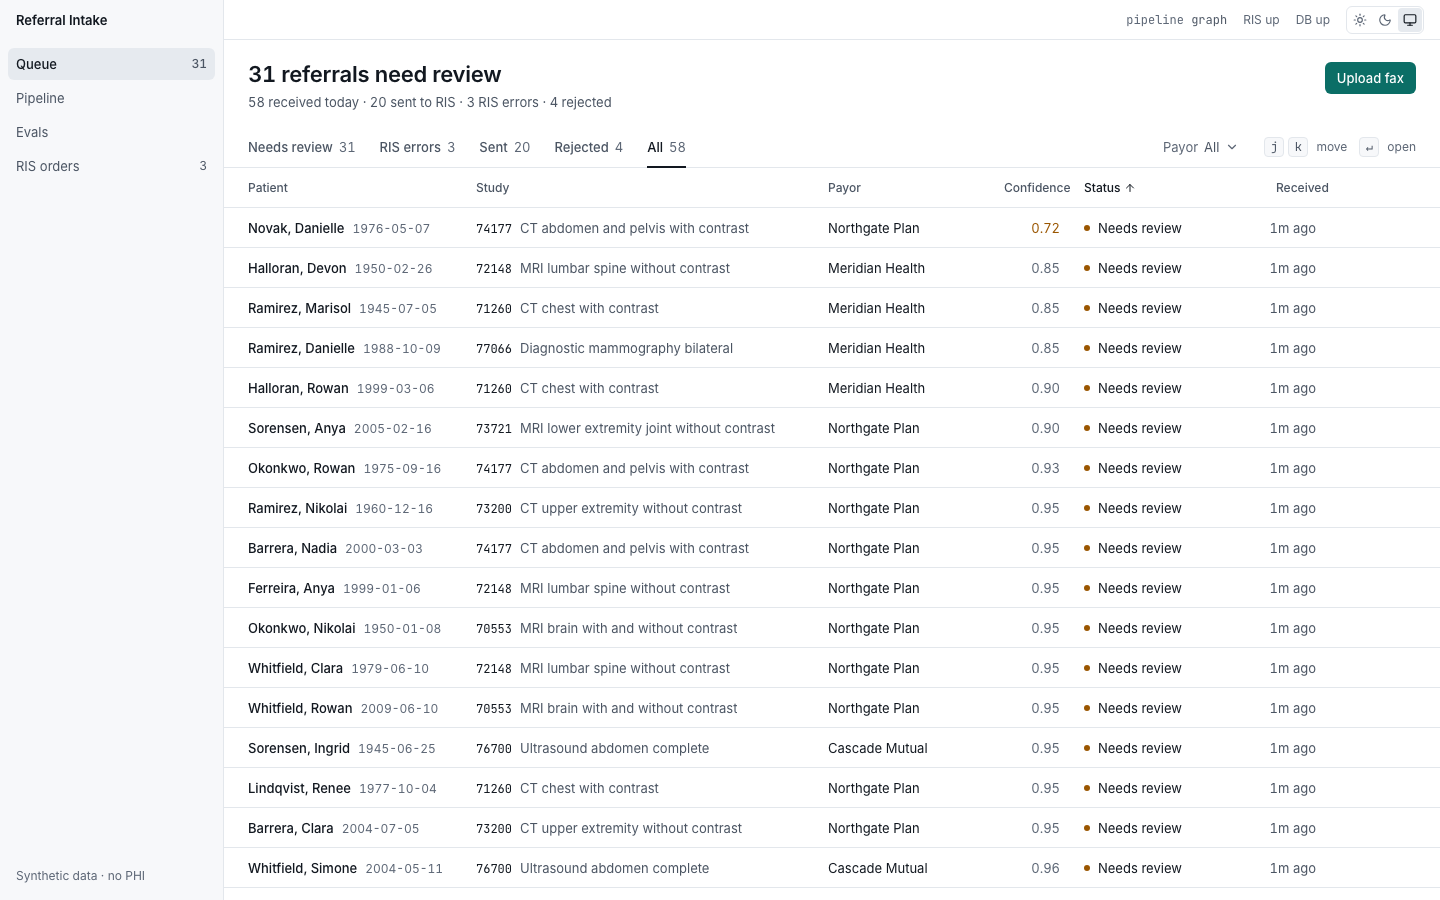 Referral Intake
pipeline graph RIS up DB up
Queue 31
Pipeline
Evals
RIS orders 3
31 referrals need review
Upload fax
58 received today · 20 sent to RIS · 3 RIS errors · 4 rejected
Needs review 31 RIS errors 3 Sent 20 Rejected 4 All 58 Payor All j k move ↵ open
Patient Study Payor Confidence Status ↑ Received
Novak, Danielle 1976-05-07 74177 CT abdomen and pelvis with contrast Northgate Plan 0.72 Needs review 1m ago
Halloran, Devon 1950-02-26 72148 MRI lumbar spine without contrast Meridian Health 0.85 Needs review 1m ago
Ramirez, Marisol 1945-07-05 71260 CT chest with contrast Meridian Health 0.85 Needs review 1m ago
Ramirez, Danielle 1988-10-09 77066 Diagnostic mammography bilateral Meridian Health 0.85 Needs review 1m ago
Halloran, Rowan 1999-03-06 71260 CT chest with contrast Meridian Health 0.90 Needs review 1m ago
Sorensen, Anya 2005-02-16 73721 MRI lower extremity joint without contrast Northgate Plan 0.90 Needs review 1m ago
Okonkwo, Rowan 1975-09-16 74177 CT abdomen and pelvis with contrast Northgate Plan 0.93 Needs review 1m ago
Ramirez, Nikolai 1960-12-16 73200 CT upper extremity without contrast Northgate Plan 0.95 Needs review 1m ago
Barrera, Nadia 2000-03-03 74177 CT abdomen and pelvis with contrast Northgate Plan 0.95 Needs review 1m ago
Ferreira, Anya 1999-01-06 72148 MRI lumbar spine without contrast Northgate Plan 0.95 Needs review 1m ago
Okonkwo, Nikolai 1950-01-08 70553 MRI brain with and without contrast Northgate Plan 0.95 Needs review 1m ago
Whitfield, Clara 1979-06-10 72148 MRI lumbar spine without contrast Northgate Plan 0.95 Needs review 1m ago
Whitfield, Rowan 2009-06-10 70553 MRI brain with and without contrast Northgate Plan 0.95 Needs review 1m ago
Sorensen, Ingrid 1945-06-25 76700 Ultrasound abdomen complete Cascade Mutual 0.95 Needs review 1m ago
Lindqvist, Renee 1977-10-04 71260 CT chest with contrast Northgate Plan 0.95 Needs review 1m ago
Barrera, Clara 2004-07-05 73200 CT upper extremity without contrast Northgate Plan 0.95 Needs review 1m ago
Whitfield, Simone 2004-05-11 76700 Ultrasound abdomen complete Cascade Mutual 0.96 Needs review 1m ago
Synthetic data · no PHI